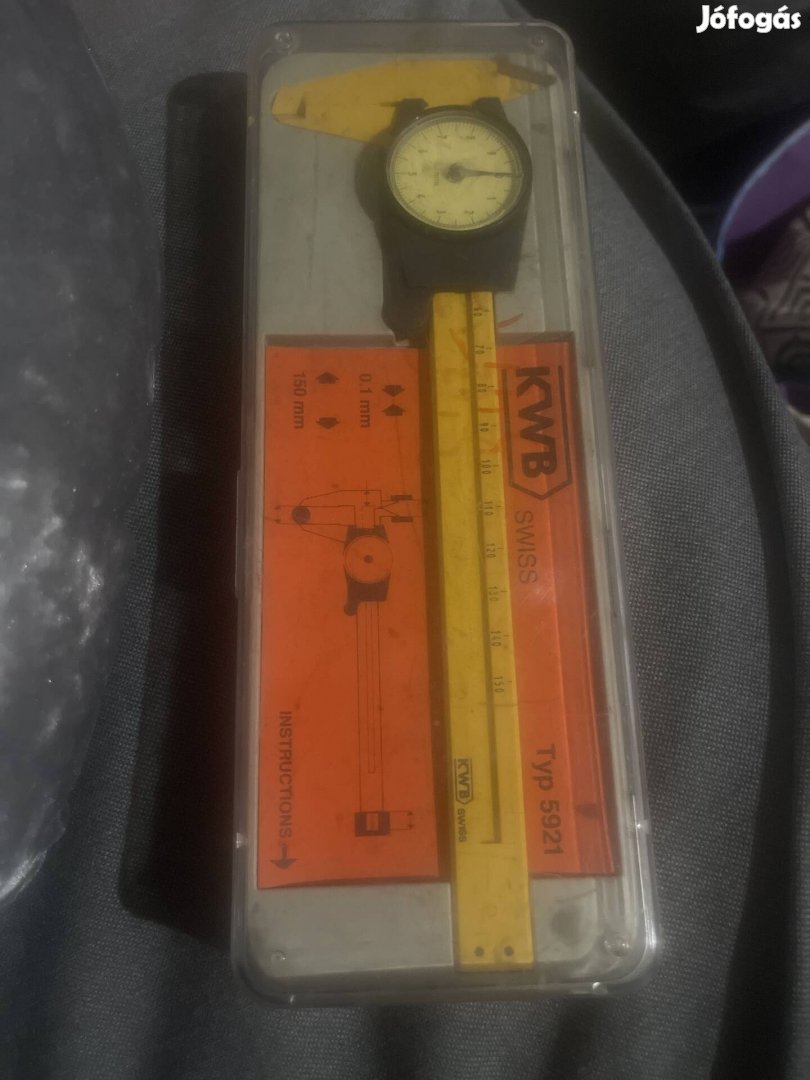 Jófogás
KWB
SWISS
Typ 5921
60
70
80
90
100
110
120
130
140
150
KWB
SWISS
0.1 mm
150 mm
INSTRUCTIONS